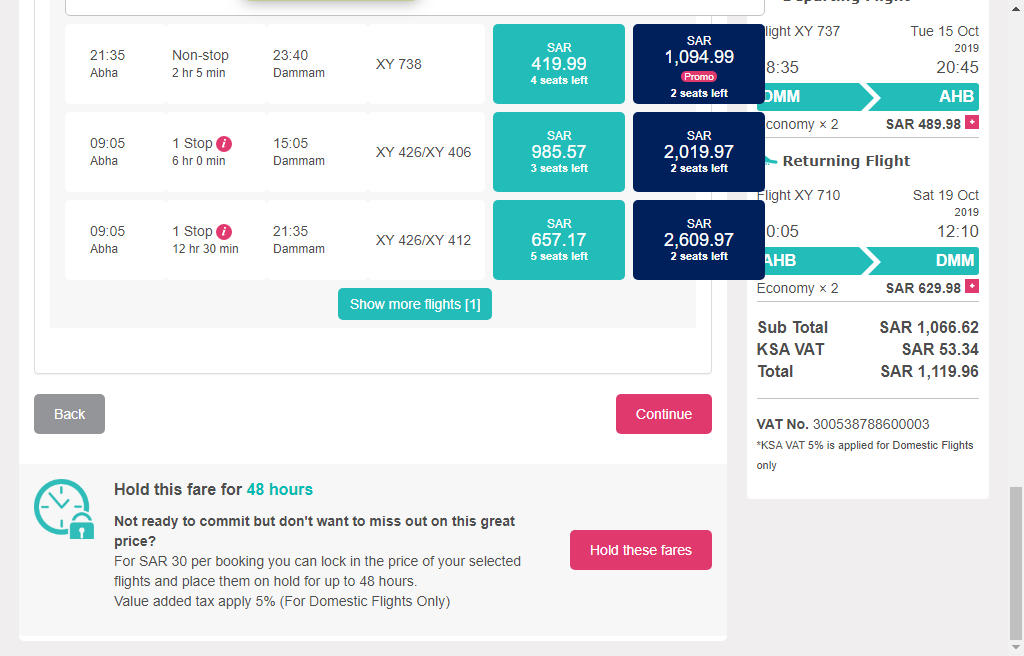 21:35
Abha
Non-stop
2 hr 5 min
23:40
Dammam
XY 738
SAR
419.99
4 seats left
SAR
1,094.99
Promo
2 seats left
09:05
Abha
1 Stop
6 hr 0 min
15:05
Dammam
XY 426/XY 406
SAR
985.57
3 seats left
SAR
2,019.97
2 seats left
09:05
Abha
1 Stop
12 hr 30 min
21:35
Dammam
XY 426/XY 412
SAR
657.17
5 seats left
SAR
2,609.97
2 seats left
Show more flights [1]
Back
Continue
Hold this fare for 48 hours
Not ready to commit but don't want to miss out on this great
price?
For SAR 30 per booking you can lock in the price of your selected
flights and place them on hold for up to 48 hours.
Value added tax apply 5% (For Domestic Flights Only)
Hold these fares
light XY 737 Tue 15 Oct
2019
8:35 20:45
DMM AHB
conomy × 2 SAR 489.98 +
Returning Flight
Flight XY 710 Sat 19 Oct
2019
0:05 12:10
AHB DMM
Economy × 2 SAR 629.98 +
Sub Total SAR 1,066.62
KSA VAT SAR 53.34
Total SAR 1,119.96
VAT No. 300538788600003
*KSA VAT 5% is applied for Domestic Flights
only